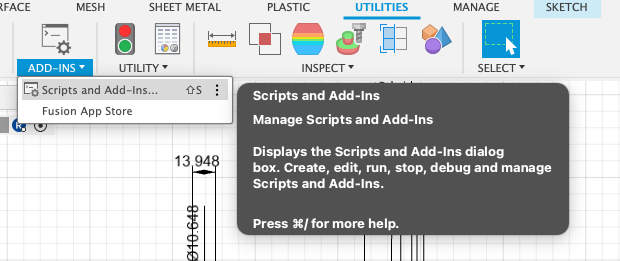 RFACE
MESH
SHEET METAL
PLASTIC
UTILITIES
MANAGE
SKETCH
ADD-INS
UTILITY
INSPECT
SELECT
Scripts and Add-Ins... ⇧S
Fusion App Store
R
Scripts and Add-Ins
Manage Scripts and Add-Ins
Displays the Scripts and Add-Ins dialog
box. Create, edit, run, stop, debug and manage
Scripts and Add-Ins.
Press ⌘/ for more help.
13.948
Ø10.648